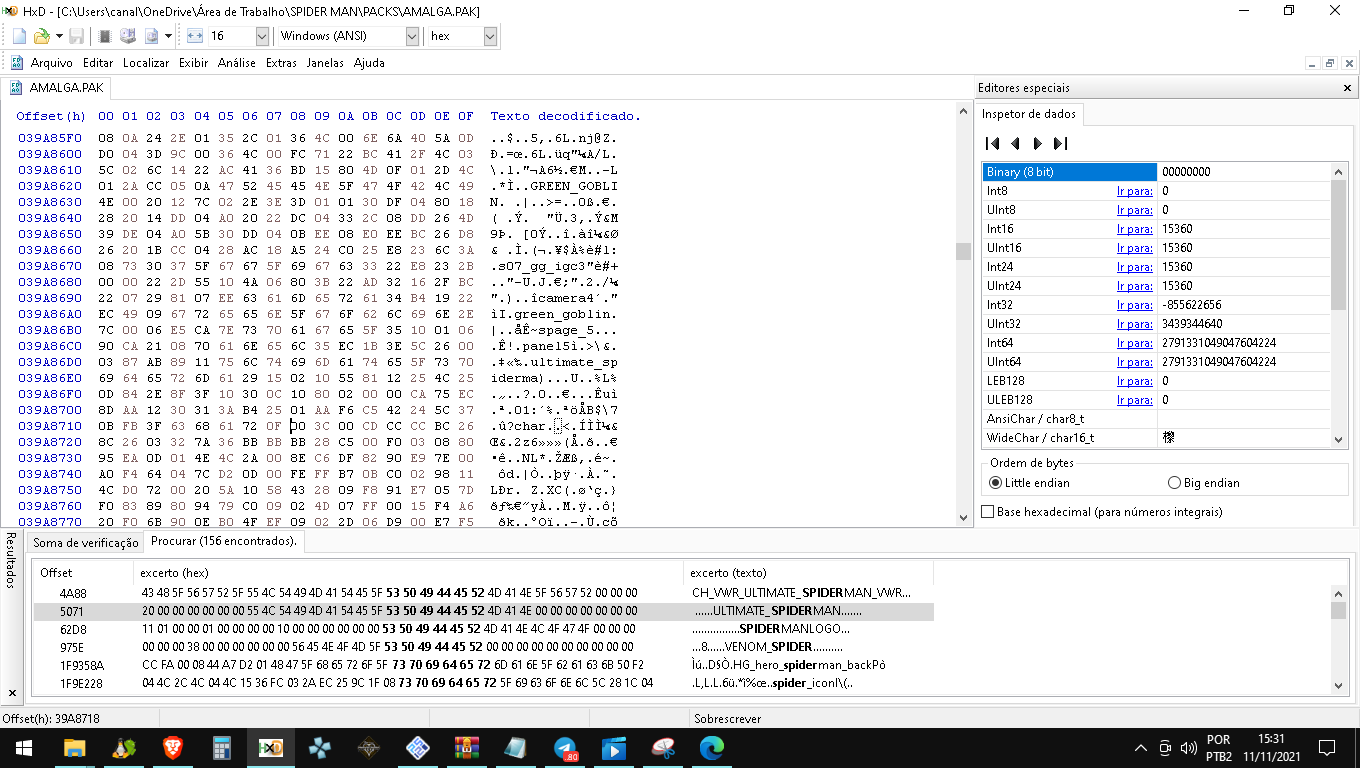 HxD - [C:\Users\canal\OneDrive\Área de Trabalho\SPIDER MAN\PACKS\AMALGA.PAK]
16 Windows (ANSI) hex
Arquivo Editar Localizar Exibir Análise Extras Janelas Ajuda
AMALGA.PAK
Offset(h) 00 01 02 03 04 05 06 07 08 09 0A 0B 0C 0D 0E 0F Texto decodificado.
039A85F0 08 0A 24 2E 01 35 2C 01 36 4C 00 6E 6A 40 5A 0D ..$..5,.6L.nj@Z.
039A8600 D0 04 3D 9C 00 36 4C 00 FC 71 22 BC 41 2F 4C 03 Ð.=œ.6L.üq"¼A/L.
039A8610 5C 02 6C 14 22 AC 41 36 BD 15 80 4D 0F 01 2D 4C \.l."¬A6½.€M..-L
039A8620 01 2A CC 05 0A 47 52 45 45 4E 5F 47 4F 42 4C 49 .*Ì..GREEN_GOBLI
039A8630 4E 00 20 12 7C 02 2E 3E 3D 01 01 30 DF 04 80 18 N. .|..>=..0ß.€.
039A8640 28 20 14 DD 04 A0 20 22 DC 04 33 2C 08 DD 26 4D ( .Ý. "Ü.3,.Ý&M
039A8650 39 DE 04 A0 5B 30 DD 04 0B EE 08 E0 EE BC 26 D8 9Þ. [0Ý..î.àî¼&Ø
039A8660 26 20 1B CC 04 28 AC 18 A5 24 C0 25 E8 23 6C 3A & .Ì.(¬.¥$À%è#l:
039A8670 08 73 30 37 5F 67 67 5F 69 67 63 33 22 E8 23 2B .s07_gg_igc3"è#+
039A8680 00 00 22 2D 55 10 4A 06 80 3B 22 AD 32 16 2F BC .."-U.J.€;".2./¼
039A8690 22 07 29 81 07 EE 63 61 6D 65 72 61 34 B4 19 22 ".)..îcamera4´."
039A86A0 EC 49 09 67 72 65 65 6E 5F 67 6F 62 6C 69 6E 2E ìI.green_goblin.
039A86B0 7C 00 06 E5 CA 7E 73 70 61 67 65 5F 35 10 01 06 |..åÊ~spage_5...
039A86C0 90 CA 21 08 70 61 6E 65 6C 35 EC 1B 3E 5C 26 00 .Ê!.panel5ì.>\&.
039A86D0 03 87 AB 89 11 75 6C 74 69 6D 61 74 65 5F 73 70 .‡«‰.ultimate_sp
039A86E0 69 64 65 72 6D 61 29 15 02 10 55 81 12 25 4C 25 iderma)...U..%L%
039A86F0 0D 84 2E 8F 3F 10 30 0C 10 80 02 00 00 CA 75 EC .„..?.0..€...Êuì
039A8700 8D AA 12 30 31 3A B4 25 01 AA F6 C5 42 24 5C 37 .ª.01:´%.ªöÅB$\7
039A8710 0B FB 3F 63 68 61 72 0F 00 3C 00 CD CC CC BC 26 .û?char..<.ÍÌÌ¼&
039A8720 8C 26 03 32 7A 36 BB BB BB 28 C5 00 F0 03 08 80 Œ&.2z6»»»(Å.ð..€
039A8730 95 EA 0D 01 4E 4C 2A 00 8E C6 DF 82 90 E9 7E 00 •ê..NL*.ŽÆß‚.é~.
039A8740 A0 F4 64 04 7C D2 0D 00 FE FF B7 0B C0 02 98 11 ôd.|Ò..þÿ·.À.˜.
039A8750 4C D0 72 00 20 5A 10 58 43 28 09 F8 91 E7 05 7D LÐr. Z.XC(.ø‘ç.}
039A8760 F0 83 89 80 94 79 C0 09 02 4D 07 FF 00 15 F4 A6 ðƒ‰€”yÀ..M.ÿ..ô¦
039A8770 20 F0 6B 90 0E B0 4F EF 09 02 2D 06 D9 00 E7 F5 ðk..°Oï..-.Ù.çõ
Editores especiais
Inspetor de dados
Binary (8 bit) 00000000
Int8 Ir para: 0
UInt8 Ir para: 0
Int16 Ir para: 15360
UInt16 Ir para: 15360
Int24 Ir para: 15360
UInt24 Ir para: 15360
Int32 Ir para: -855622656
UInt32 Ir para: 3439344640
Int64 Ir para: 2791331049047604224
UInt64 Ir para: 2791331049047604224
LEB128 Ir para: 0
ULEB128 Ir para: 0
AnsiChar / char8_t
WideChar / char16_t
Ordem de bytes
Little endian Big endian
Base hexadecimal (para números integrais)
Resultados
Soma de verificação Procurar (156 encontrados).
Offset excerto (hex) excerto (texto)
4A88 43 48 5F 56 57 52 5F 55 4C 54 49 4D 41 54 45 5F 53 50 49 44 45 52 4D 41 4E 5F 56 57 52 00 00 00 CH_VWR_ULTIMATE_SPIDERMAN_VWR...
5071 20 00 00 00 00 00 00 55 4C 54 49 4D 41 54 45 5F 53 50 49 44 45 52 4D 41 4E 00 00 00 00 00 00 00 ......ULTIMATE_SPIDERMAN.......
62D8 11 01 00 00 01 00 00 00 00 10 00 00 00 00 00 00 53 50 49 44 45 52 4D 41 4E 4C 4F 47 4F 00 00 00 ................SPIDERMANLOGO...
975E 00 00 00 38 00 00 00 00 00 00 56 45 4E 4F 4D 5F 53 50 49 44 45 52 00 00 00 00 00 00 00 00 00 00 ...8......VENOM_SPIDER..........
1F9358A CC FA 00 08 44 A7 D2 01 48 47 5F 68 65 72 6F 5F 73 70 69 64 65 72 6D 61 6E 5F 62 61 63 6B 50 F2 Ìú..D§Ò.HG_hero_spiderman_backPò
1F9E228 04 4C 2C 4C 04 4C 15 36 FC 03 2A EC 25 9C 1F 08 73 70 69 64 65 72 5F 69 63 6F 6E 6C 5C 28 1C 04 .L,L.L.6ü.*ì%œ..spider_iconl\(..
Offset(h): 39A8718 Sobrescrever
80
POR 15:31
PTB2 11/11/2021